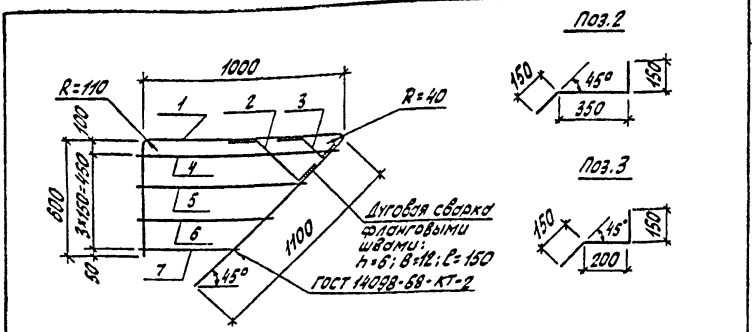 Поз.2
1000
R=110
1
2
3
R=40
100
150
45°
150
350
4
Поз.3
600
3×150=450
5
Дуговая сварка
фланговыми
швами:
h=6; B=12; ℓ=150
1100
6
150
45°
150
200
7
50
45°
ГОСТ 14098-68-КТ-2